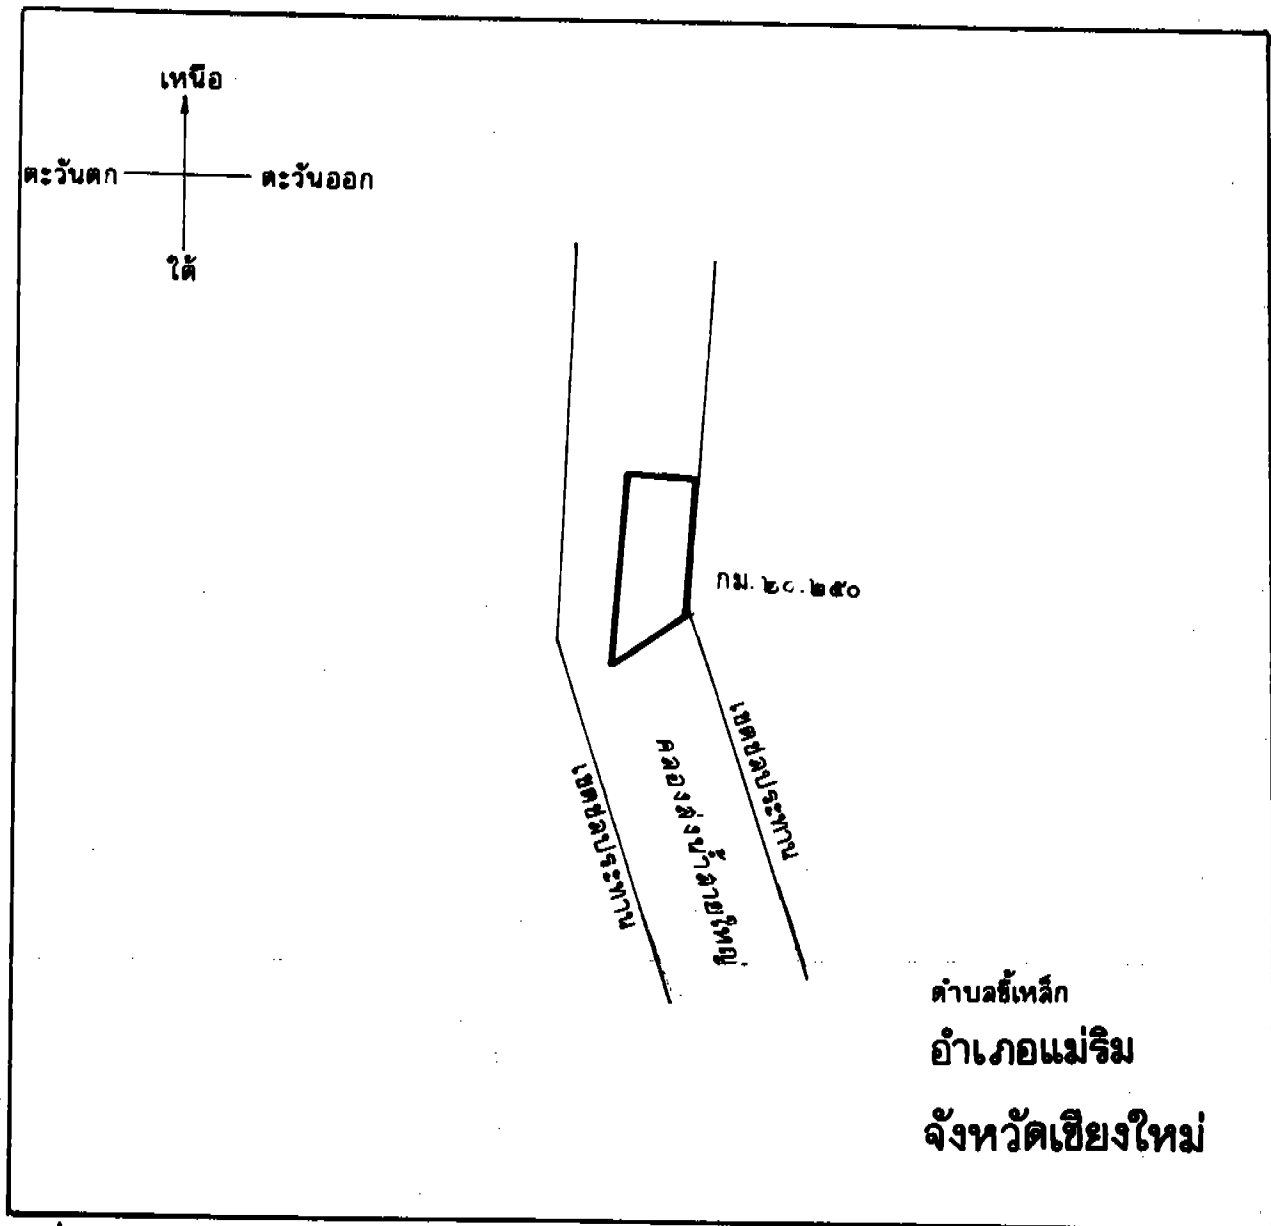 เหนือ
ตะวันตก
ตะวันออก
ใต้
กม. ๒๐.๒๕๐
เขตชลประทาน
คลองส่งน้ำสายใหญ่
เขตชลประทาน
ตำบลขี้เหล็ก
อำเภอแม่ริม
จังหวัดเชียงใหม่